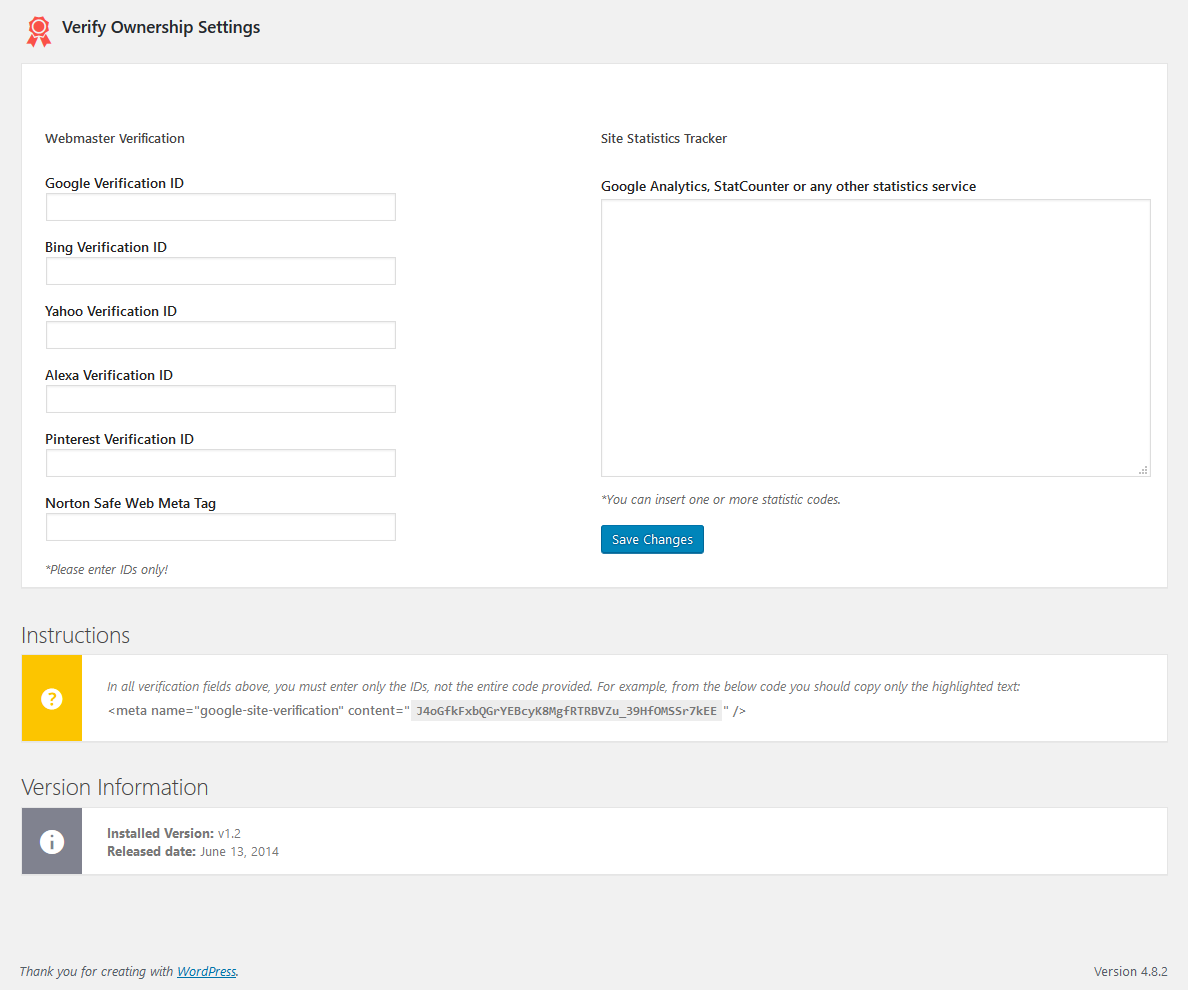 Verify Ownership Settings
Webmaster Verification
Google Verification ID
Bing Verification ID
Yahoo Verification ID
Alexa Verification ID
Pinterest Verification ID
Norton Safe Web Meta Tag
*Please enter IDs only!
Site Statistics Tracker
Google Analytics, StatCounter or any other statistics service
*You can insert one or more statistic codes.
Save Changes
Instructions
In all verification fields above, you must enter only the IDs, not the entire code provided. For example, from the below code you should copy only the highlighted text:
<meta name="google-site-verification" content=" J4oGfkFxbQGrYEBcyK8MgfRTRBVZu_39HfOMSSr7kEE " />
Version Information
Installed Version: v1.2
Released date: June 13, 2014
Thank you for creating with WordPress.
Version 4.8.2